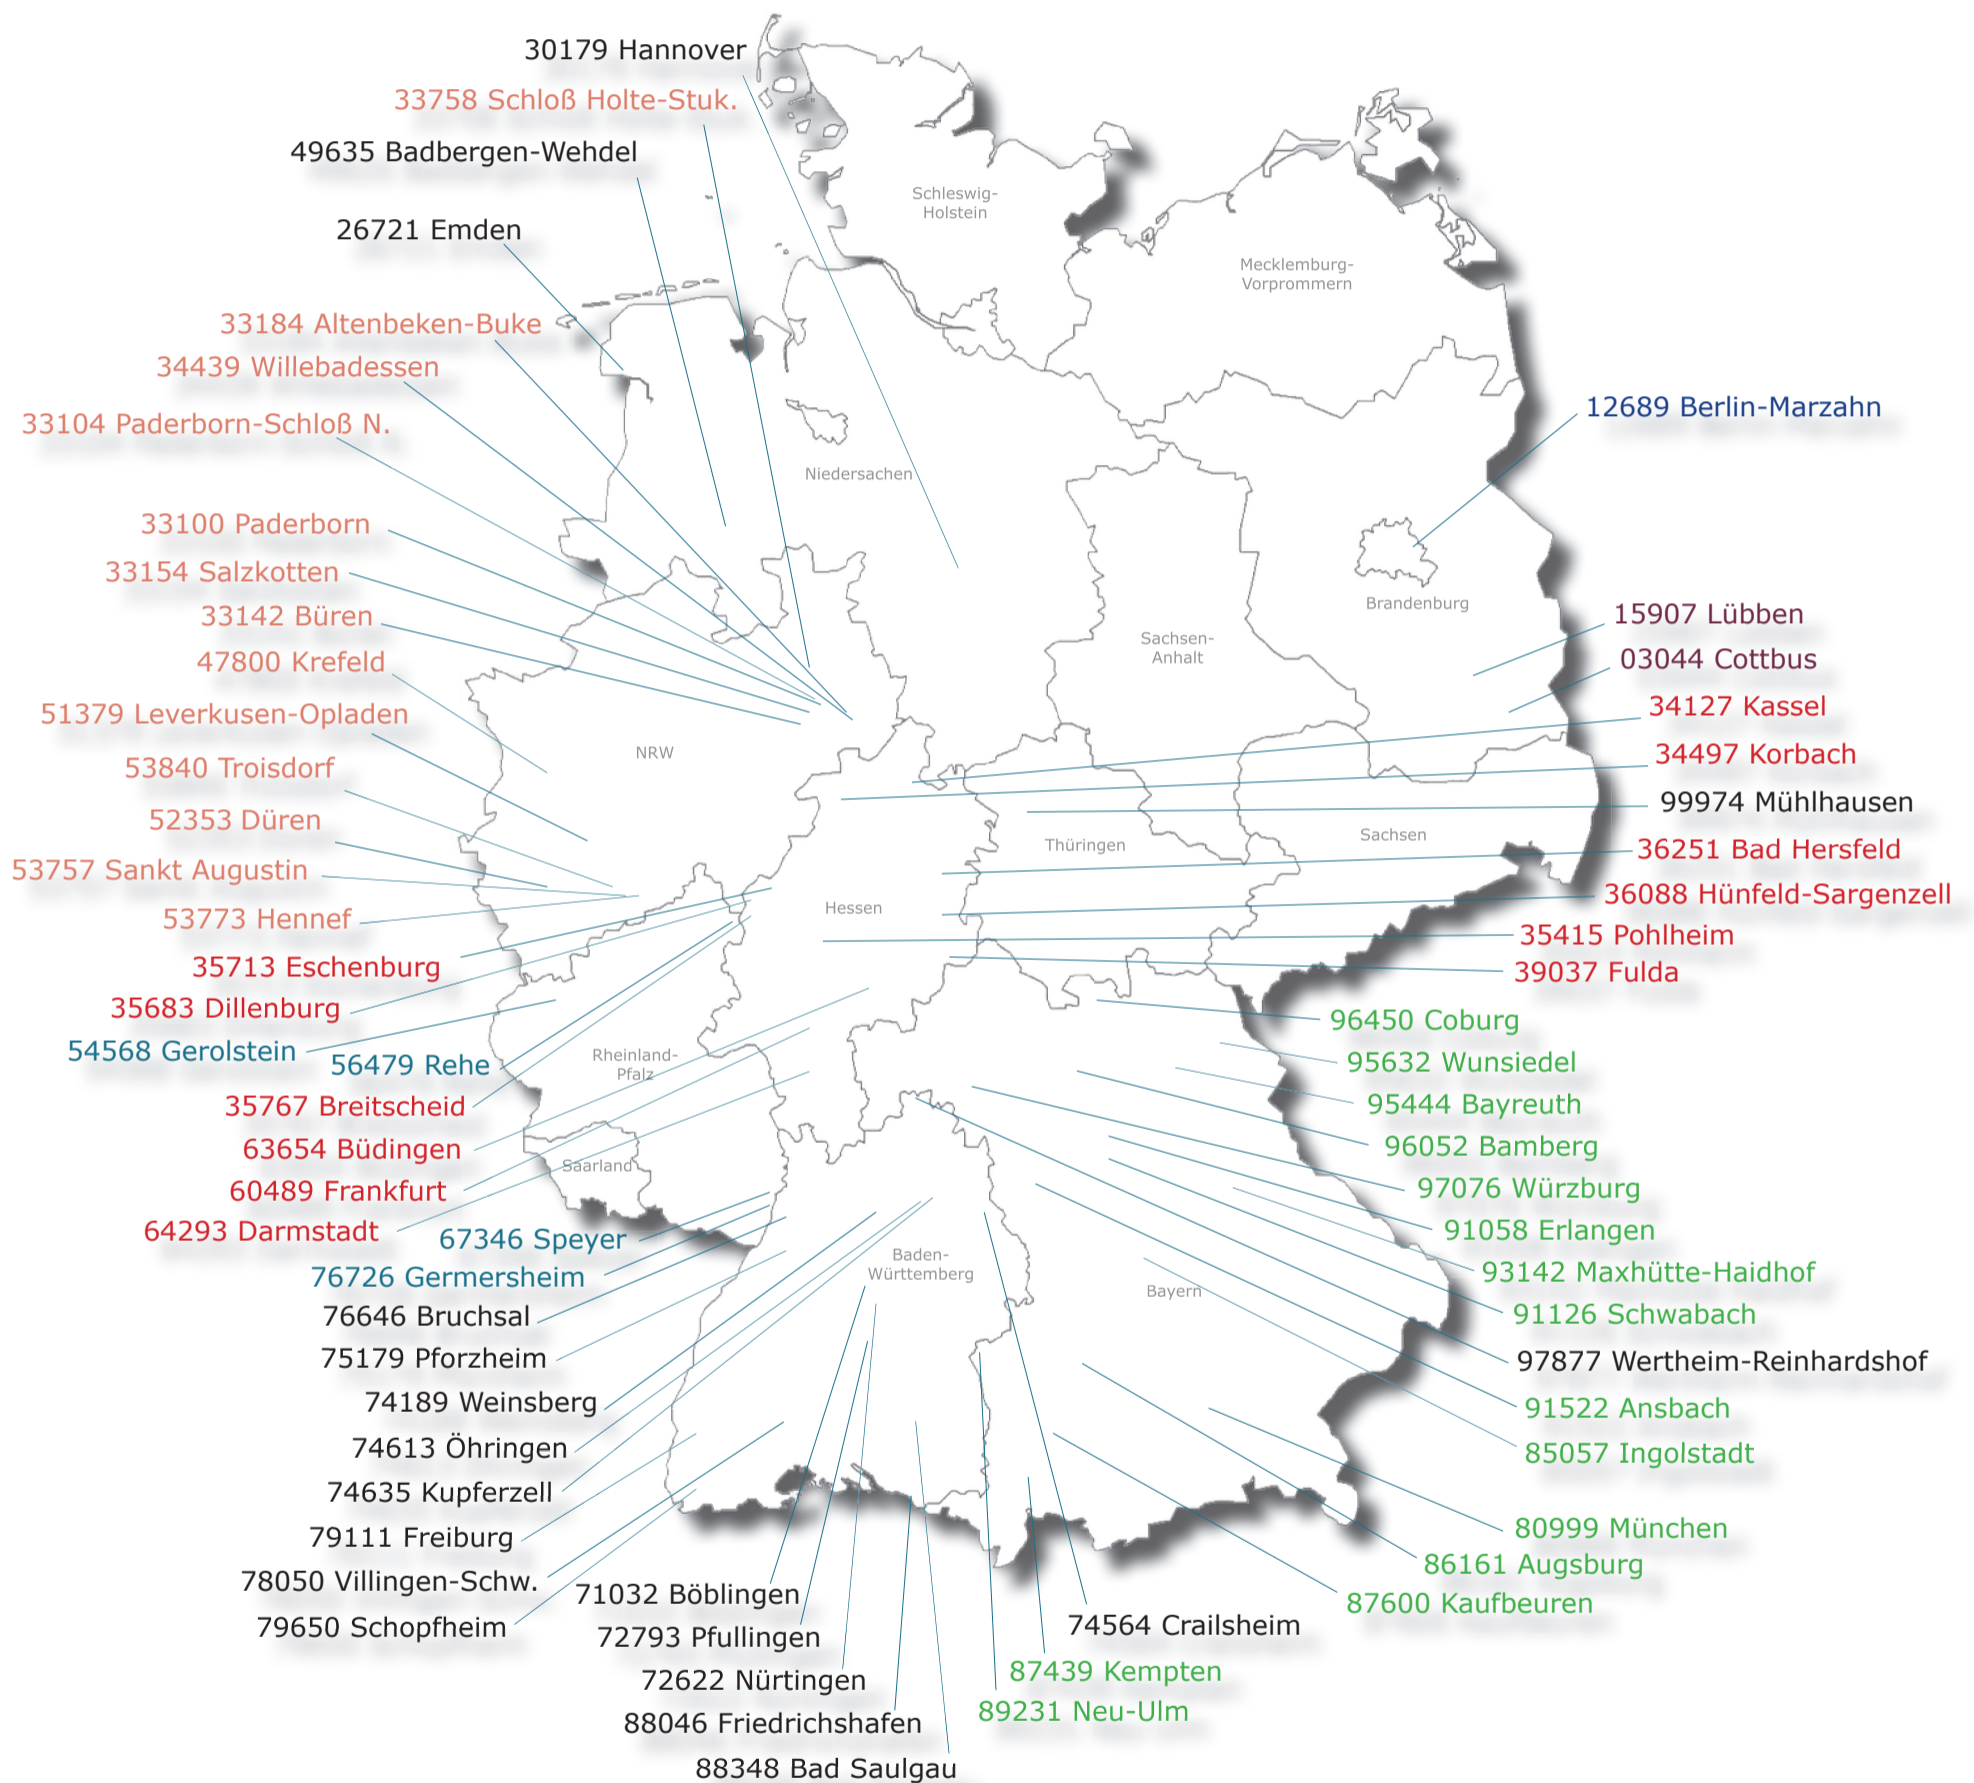 30179 Hannover
33758 Schloß Holte-Stuk.
49635 Badbergen-Wehdel
26721 Emden
33184 Altenbeken-Buke
34439 Willebadessen
33104 Paderborn-Schloß N.
33100 Paderborn
33154 Salzkotten
33142 Büren
47800 Krefeld
51379 Leverkusen-Opladen
53840 Troisdorf
52353 Düren
53757 Sankt Augustin
53773 Hennef
35713 Eschenburg
35683 Dillenburg
54568 Gerolstein
56479 Rehe
35767 Breitscheid
63654 Büdingen
60489 Frankfurt
64293 Darmstadt
67346 Speyer
76726 Germersheim
76646 Bruchsal
75179 Pforzheim
74189 Weinsberg
74613 Öhringen
74635 Kupferzell
79111 Freiburg
78050 Villingen-Schw.
79650 Schopfheim
71032 Böblingen
72793 Pfullingen
72622 Nürtingen
88046 Friedrichshafen
88348 Bad Saulgau
Schleswig-
Holstein
Mecklemburg-
Vorprommern
Niedersachen
Brandenburg
Sachsen-
Anhalt
NRW
Thüringen
Sachsen
Hessen
Rheinland-
Pfalz
Saarland
Baden-
Württemberg
Bayern
12689 Berlin-Marzahn
15907 Lübben
03044 Cottbus
34127 Kassel
34497 Korbach
99974 Mühlhausen
36251 Bad Hersfeld
36088 Hünfeld-Sargenzell
35415 Pohlheim
39037 Fulda
96450 Coburg
95632 Wunsiedel
95444 Bayreuth
96052 Bamberg
97076 Würzburg
91058 Erlangen
93142 Maxhütte-Haidhof
91126 Schwabach
97877 Wertheim-Reinhardshof
91522 Ansbach
85057 Ingolstadt
80999 München
86161 Augsburg
87600 Kaufbeuren
74564 Crailsheim
87439 Kempten
89231 Neu-Ulm